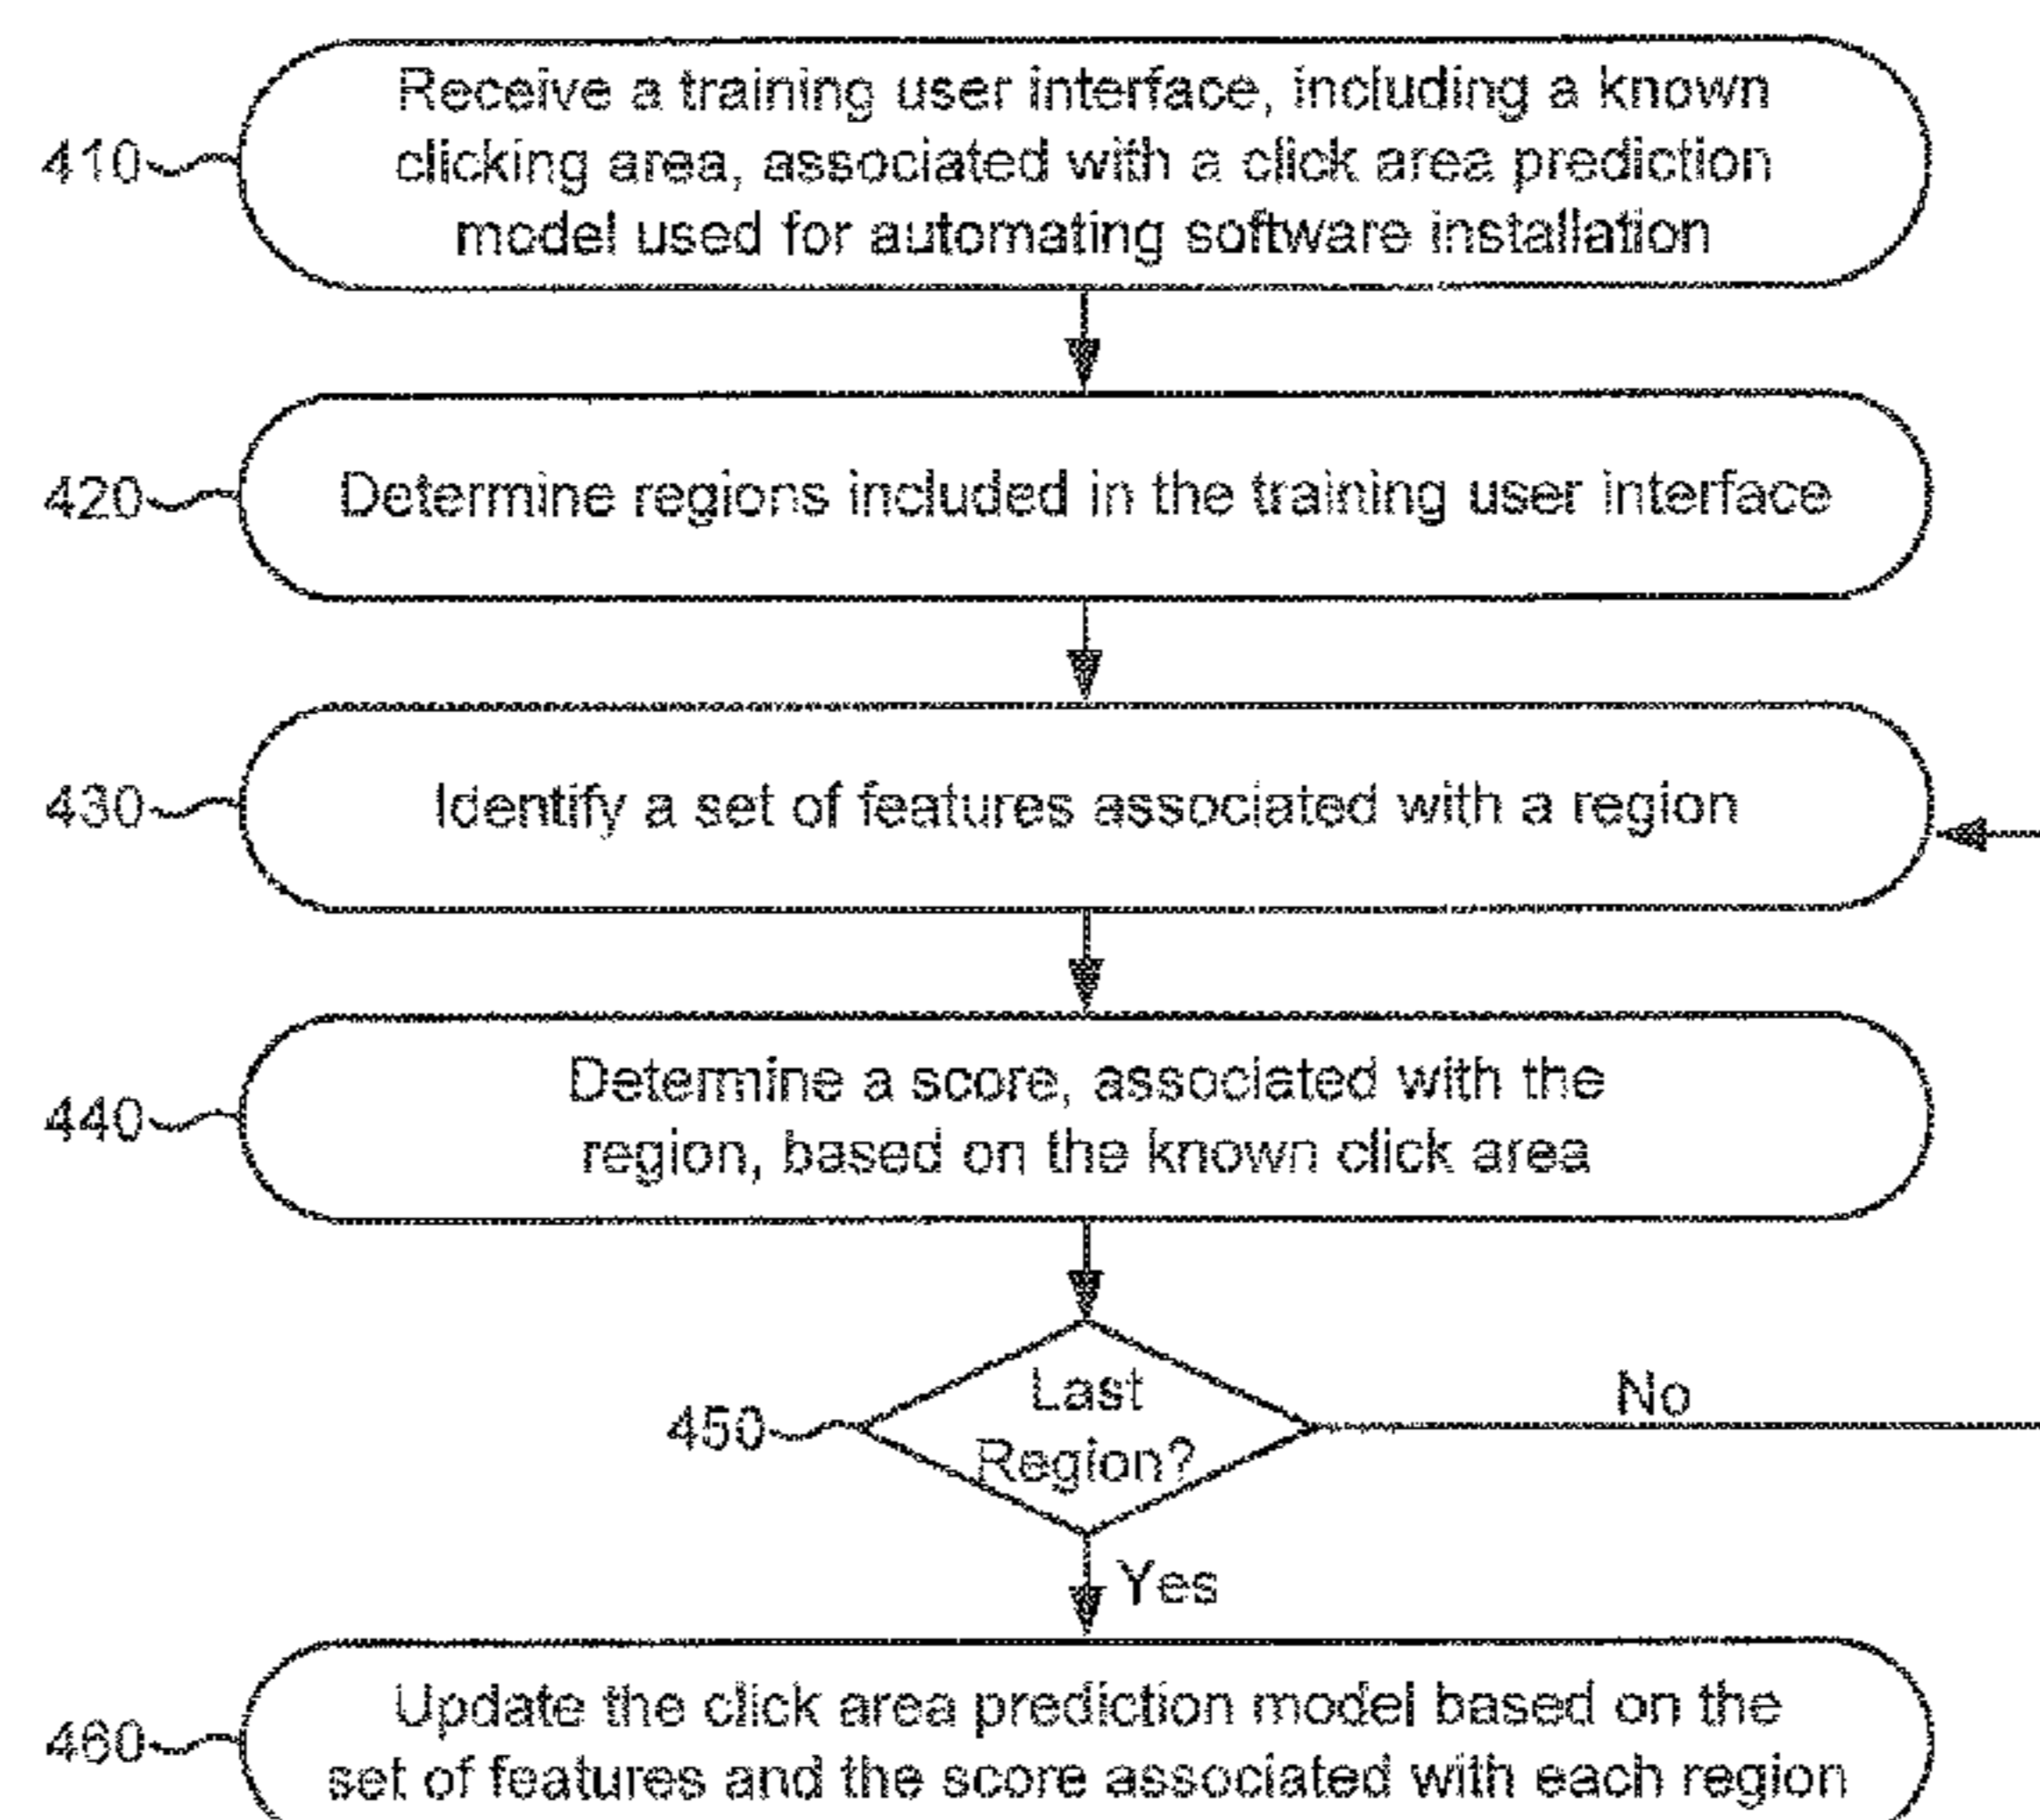 Receive a training user interface, including a known
410 clicking area, associated with a click area prediction
model used for automating software installation
420 Determine regions included in the training user interface
430 Identify a set of features associated with a region
Determine a score, associated with the
440
region, based on the known click area
Last
450 No
Region?
Yes
Update the click area prediction model based on the
460
set of features and the score associated with each region